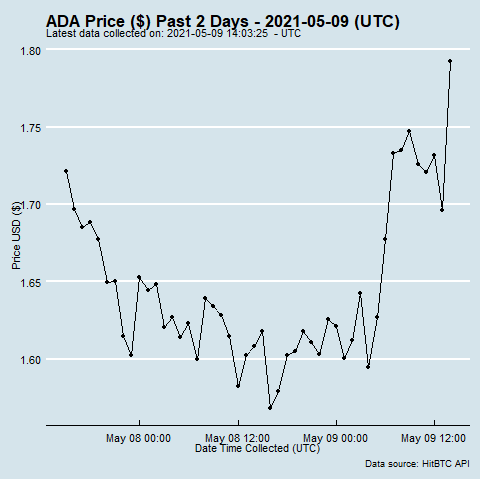 ADA Price ($) Past 2 Days - 2021-05-09 (UTC)
Latest data collected on: 2021-05-09 14:03:25 - UTC
1.80
1.75
1.70
1.65
1.60
Price USD ($)
May 08 00:00 May 08 12:00 May 09 00:00 May 09 12:00
Date Time Collected (UTC)
Data source: HitBTC API